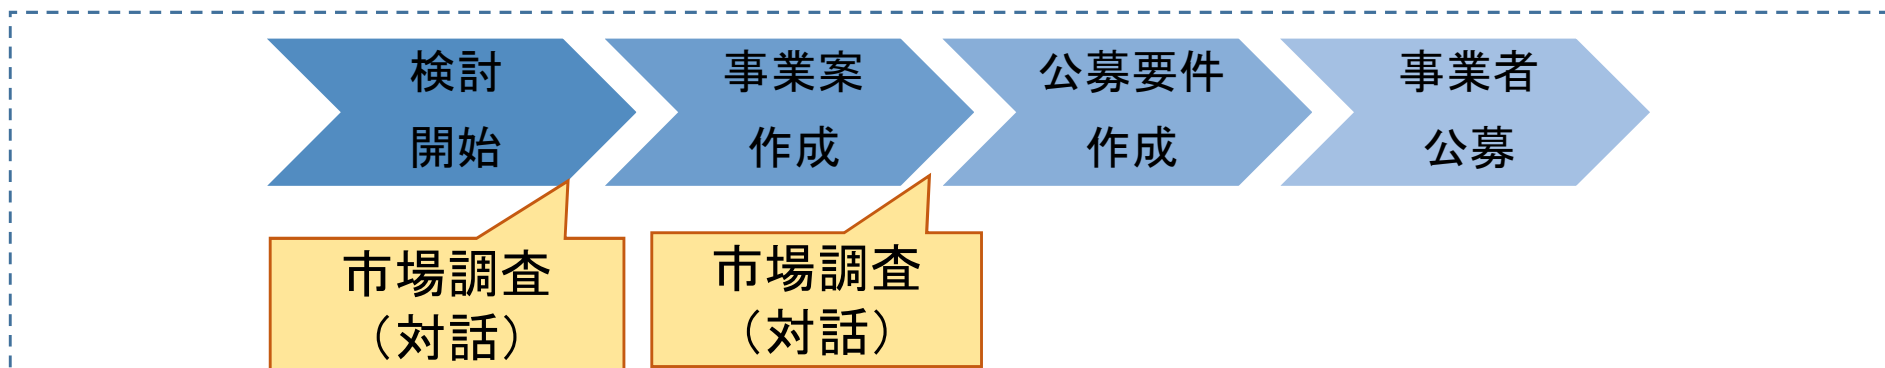 検討
開始
事業案
作成
公募要件
作成
事業者
公募
市場調査
（対話）
市場調査
（対話）